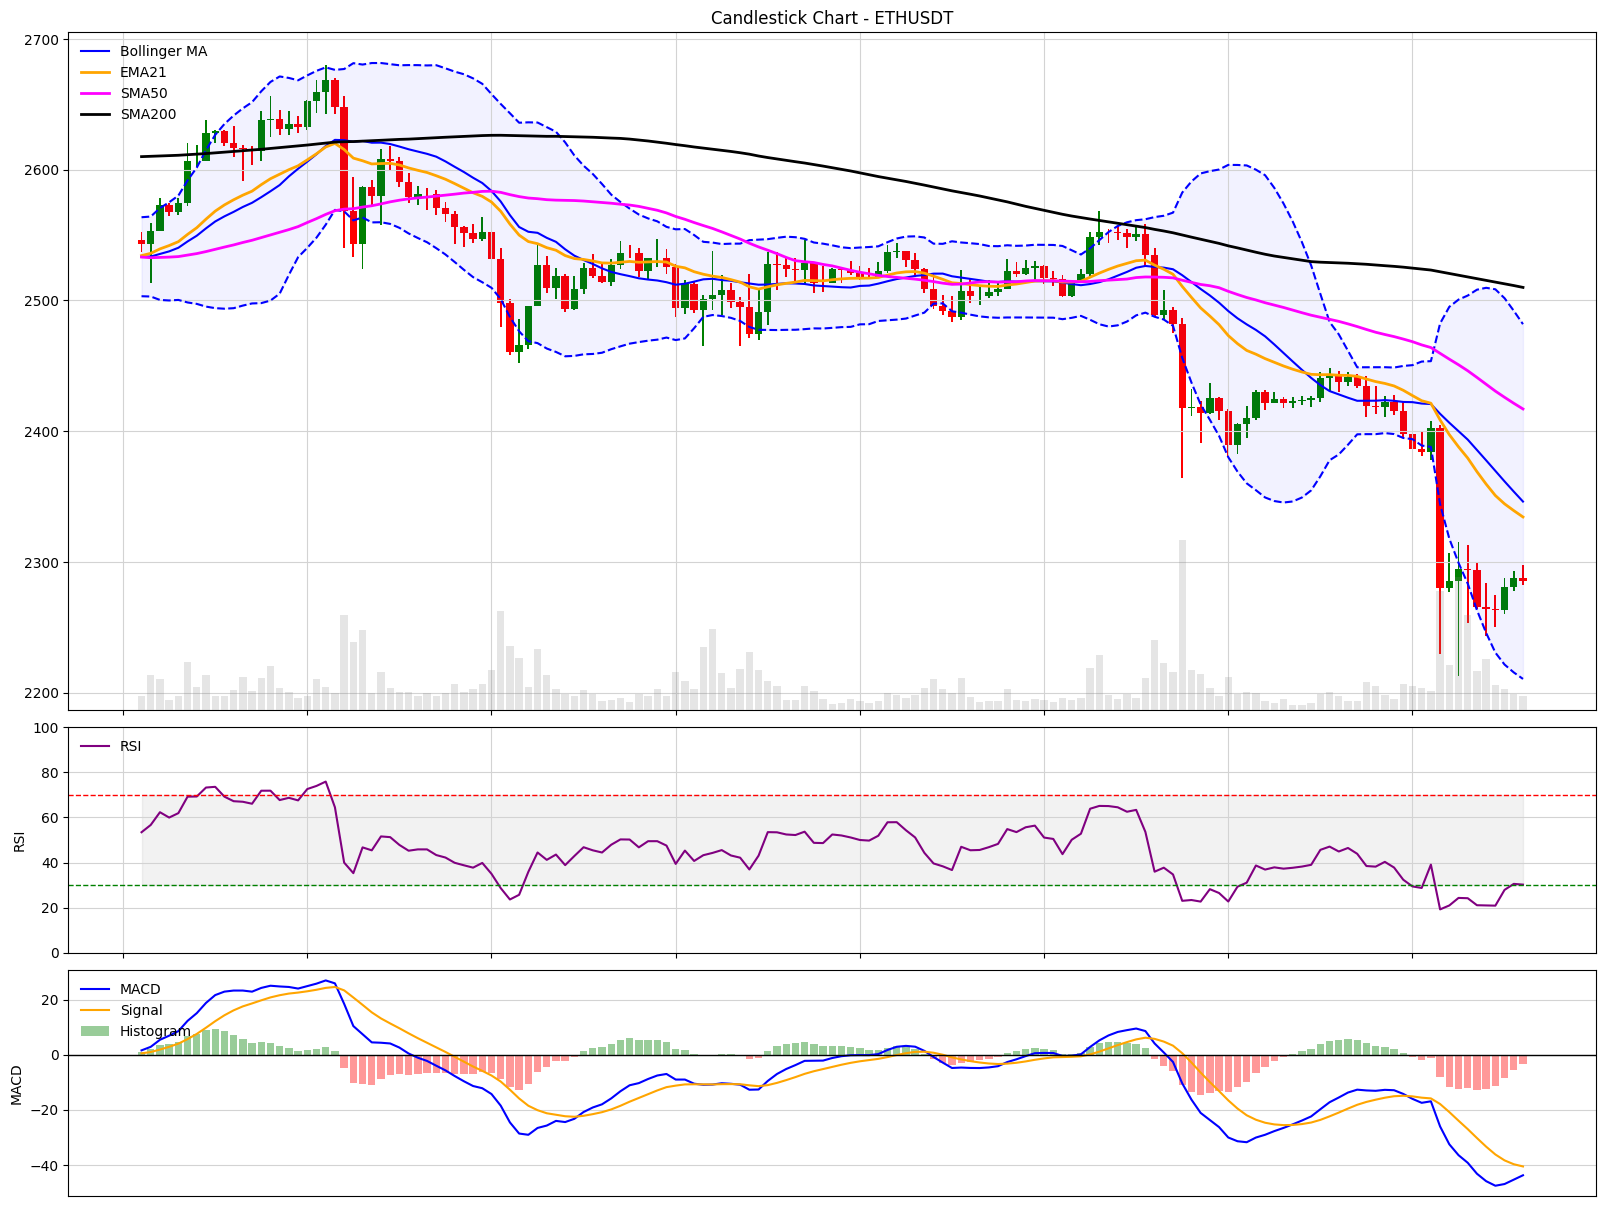 Candlestick Chart - ETHUSDT
2700
2600
2500
2400
2300
2200
Bollinger MA
EMA21
SMA50
SMA200
100
80
60
40
20
0
RSI
RSI
20
0
−20
−40
MACD
MACD
Signal
Histogram